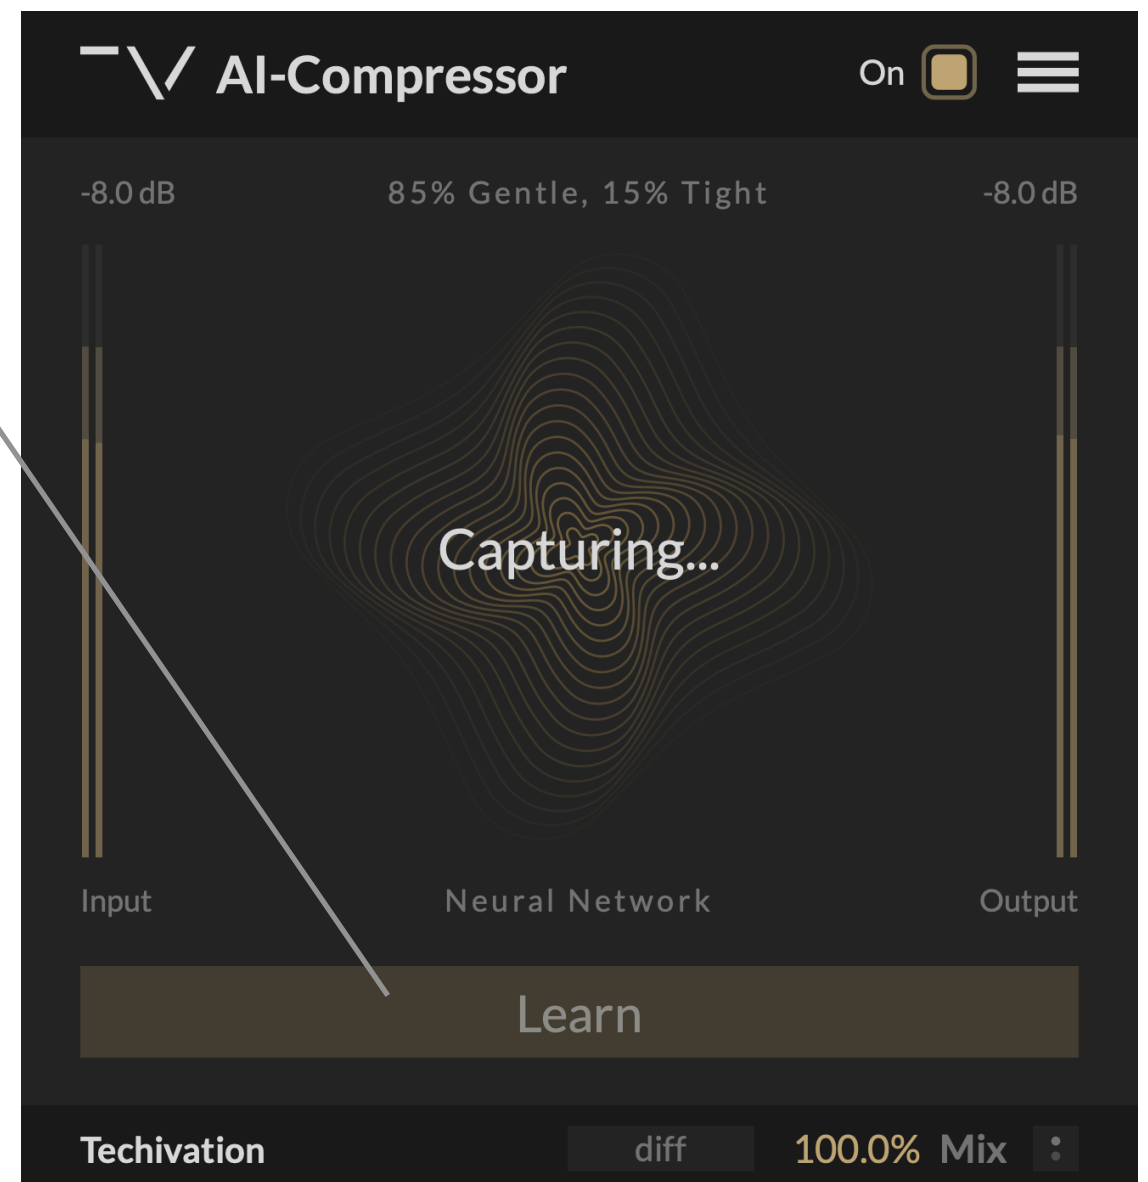 AI-Compressor On
-8.0 dB 85% Gentle, 15% Tight -8.0 dB
Capturing...
Input Neural Network Output
Learn
Techivation diff 100.0% Mix